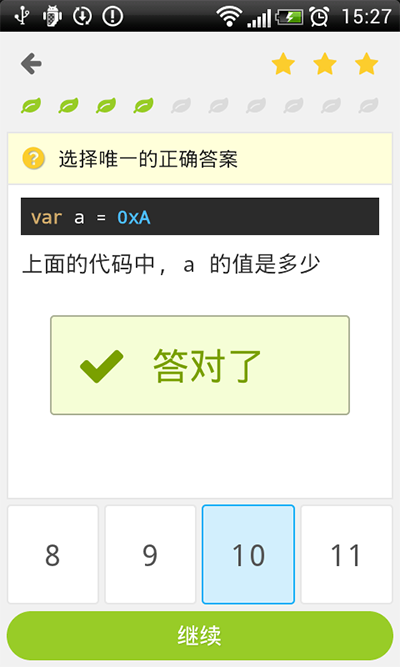 15:27
选择唯一的正确答案
var a = 0xA
上面的代码中, a 的值是多少
答对了
8 9 10 11
继续